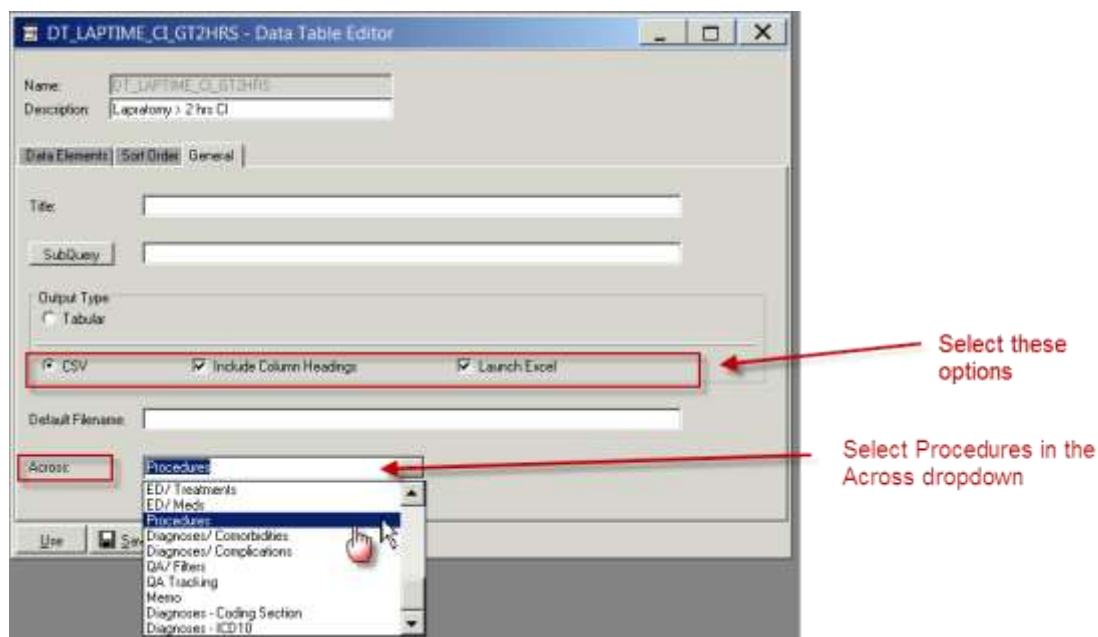 DT_LAPTIME_CI_GT2HRS - Data Table Editor
Name: DT_LAPTIME_CI_GT2HRS
Description: Lapratomy > 2 hrs CI
Data Elements Sort Order General
Title:
SubQuery
Output Type
Tabular
CSV Include Column Headings Launch Excel
Select these
options
Default Filename
Across: Procedures
Select Procedures in the
Across dropdown
ED/ Treatments
ED/ Meds
Procedures
Diagnoses/ Comorbidities
Diagnoses/ Complications
QA/ Filters
QA Tracking
Memo
Diagnoses - Coding Section
Diagnoses - ICD10
Use